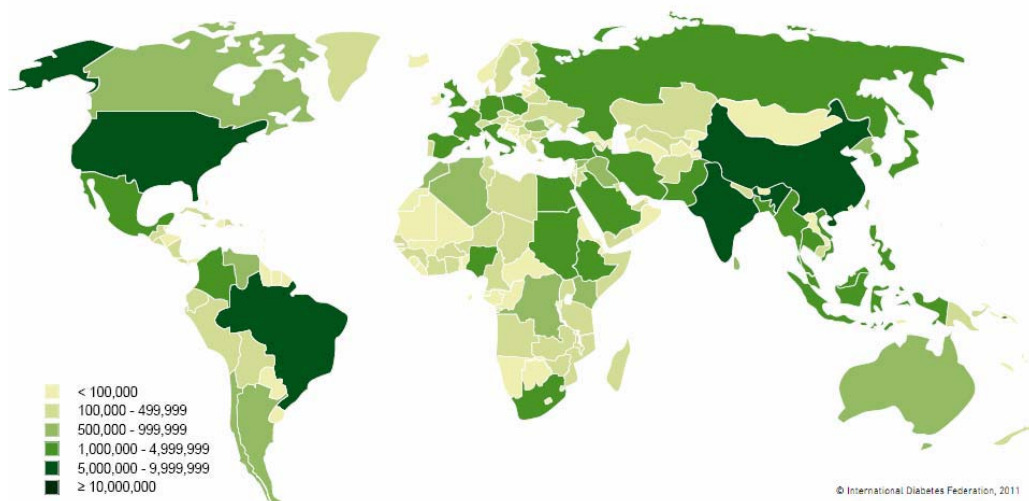 < 100,000
100,000 - 499,999
500,000 - 999,999
1,000,000 - 4,999,999
5,000,000 - 9,999,999
≥ 10,000,000
© International Diabetes Federation, 2011